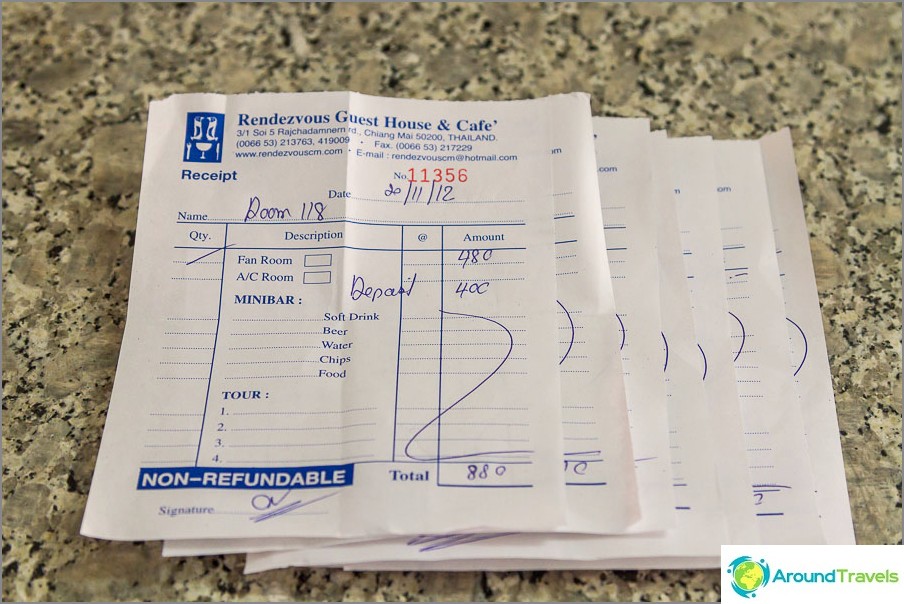 Rendezvous Guest House & Cafe'
3/1 Soi 5 Rajchadamnern rd., Chiang Mai 50200, THAILAND.
(0066 53) 213763, 419009 • Fax. (0066 53) 217229
www.rendezvouscm.com • E-mail : rendezvouscm@hotmail.com
Receipt
No. 11356
Date 20/11/12
Name Room 118
Qty. Description @ Amount
Fan Room 480
A/C Room Deposit 400
MINIBAR :
Soft Drink
Beer
Water
Chips
Food
TOUR :
1.
2.
3.
4.
NON-REFUNDABLE Total 880
Signature
om
.com
m
om
AroundTravels